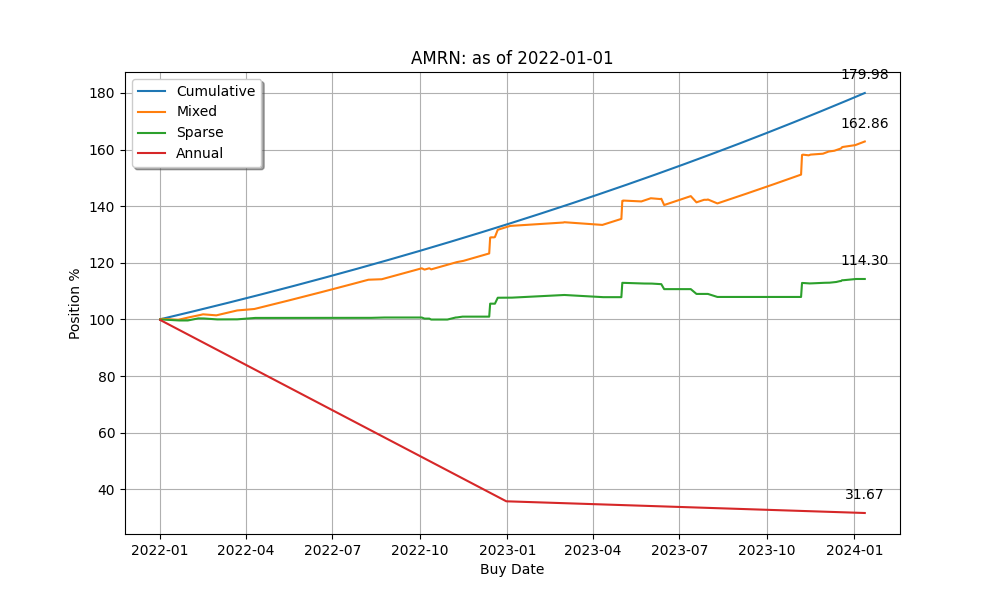 AMRN: as of 2022-01-01
179.98
162.86
114.30
31.67
Cumulative
Mixed
Sparse
Annual
180
160
140
120
100
80
60
40
Position %
2022-01 2022-04 2022-07 2022-10 2023-01 2023-04 2023-07 2023-10 2024-01
Buy Date